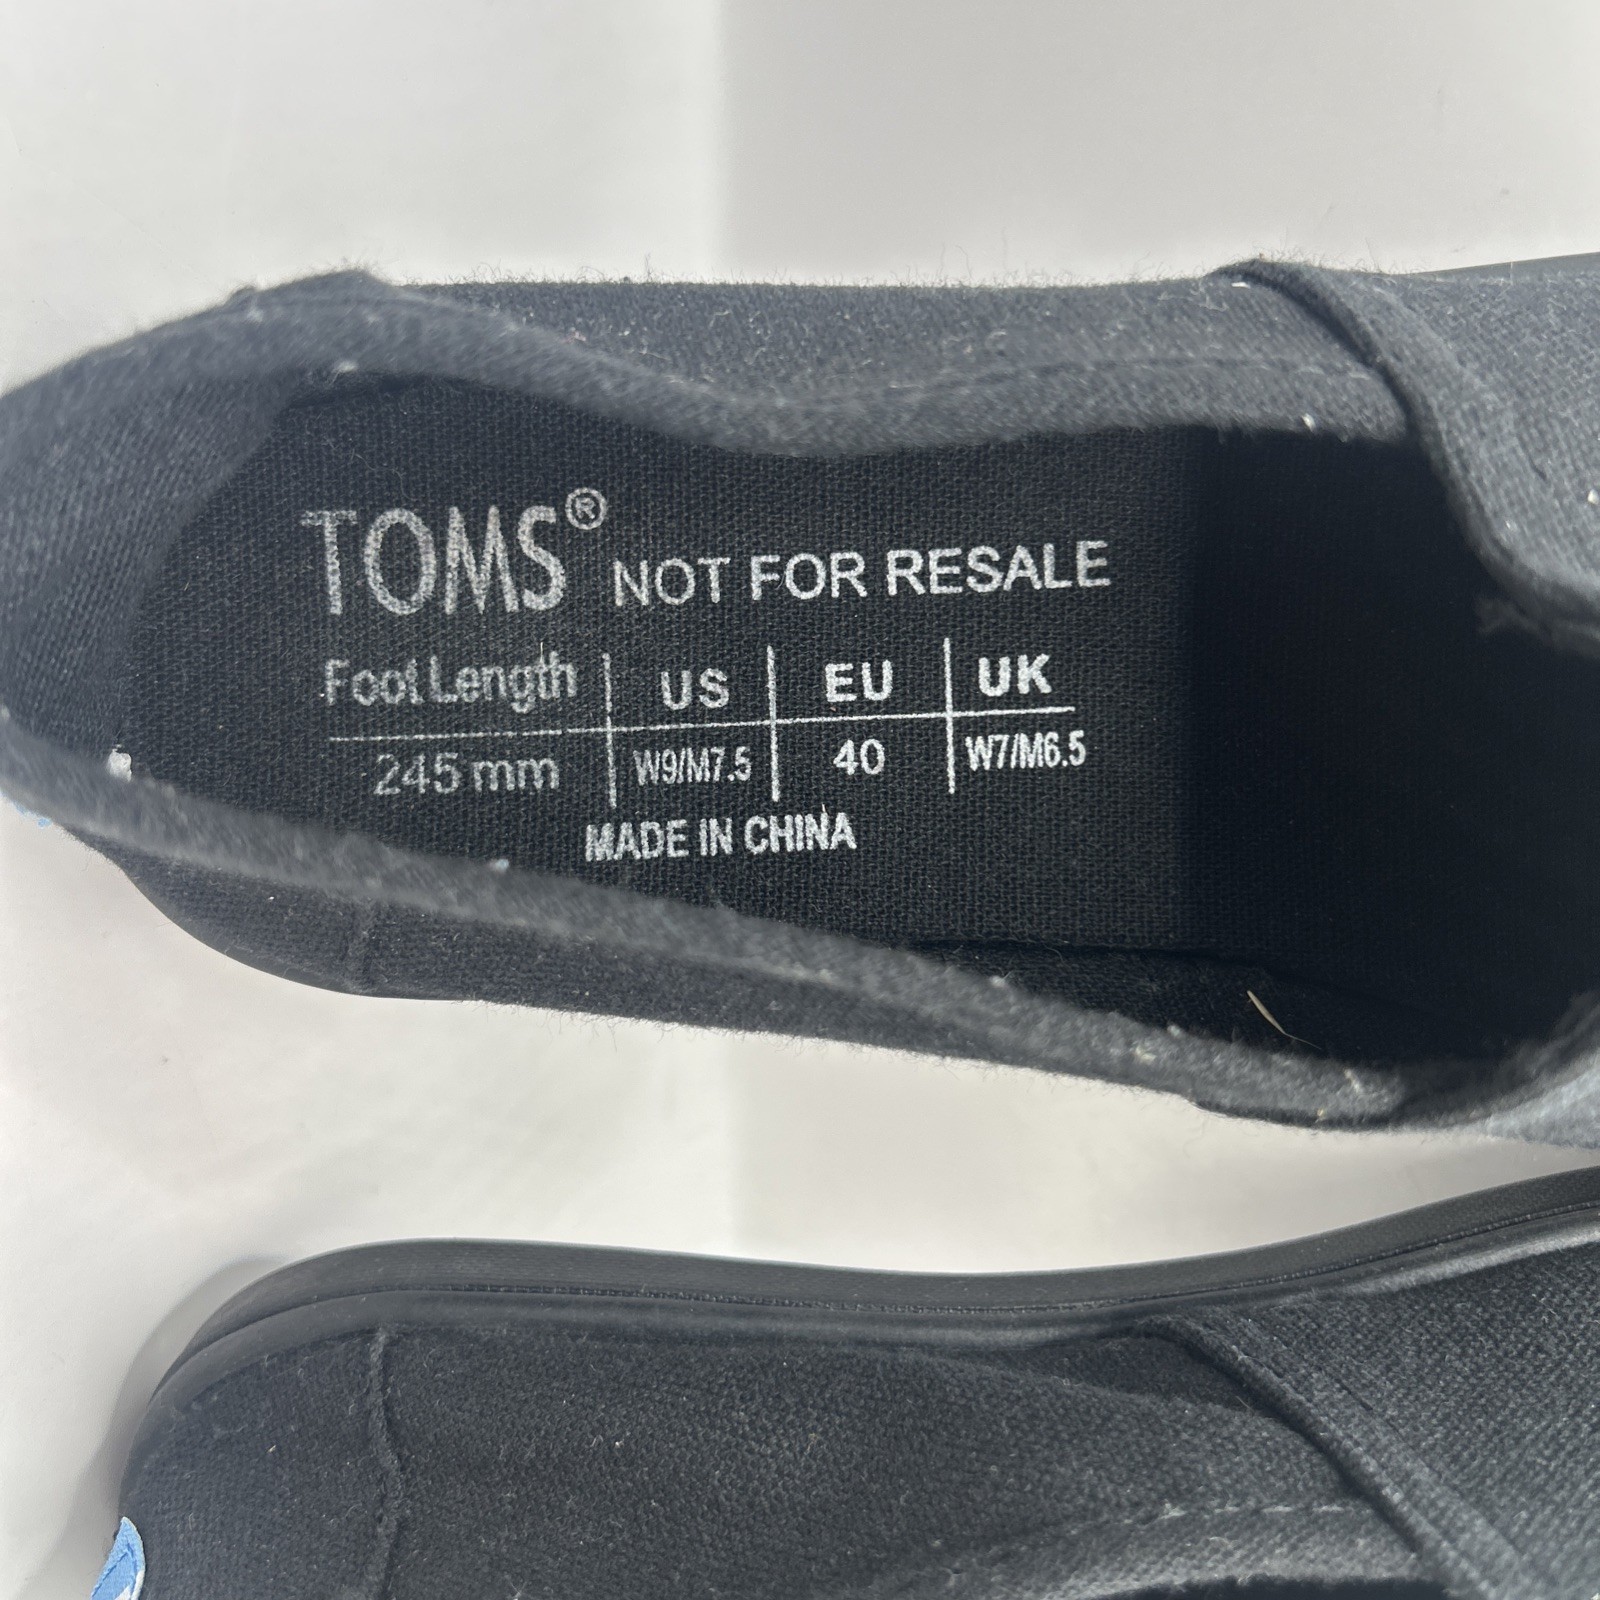 TOMS® NOT FOR RESALE
Foot Length US EU UK
245 mm W9/M7.5 40 W7/M6.5
MADE IN CHINA